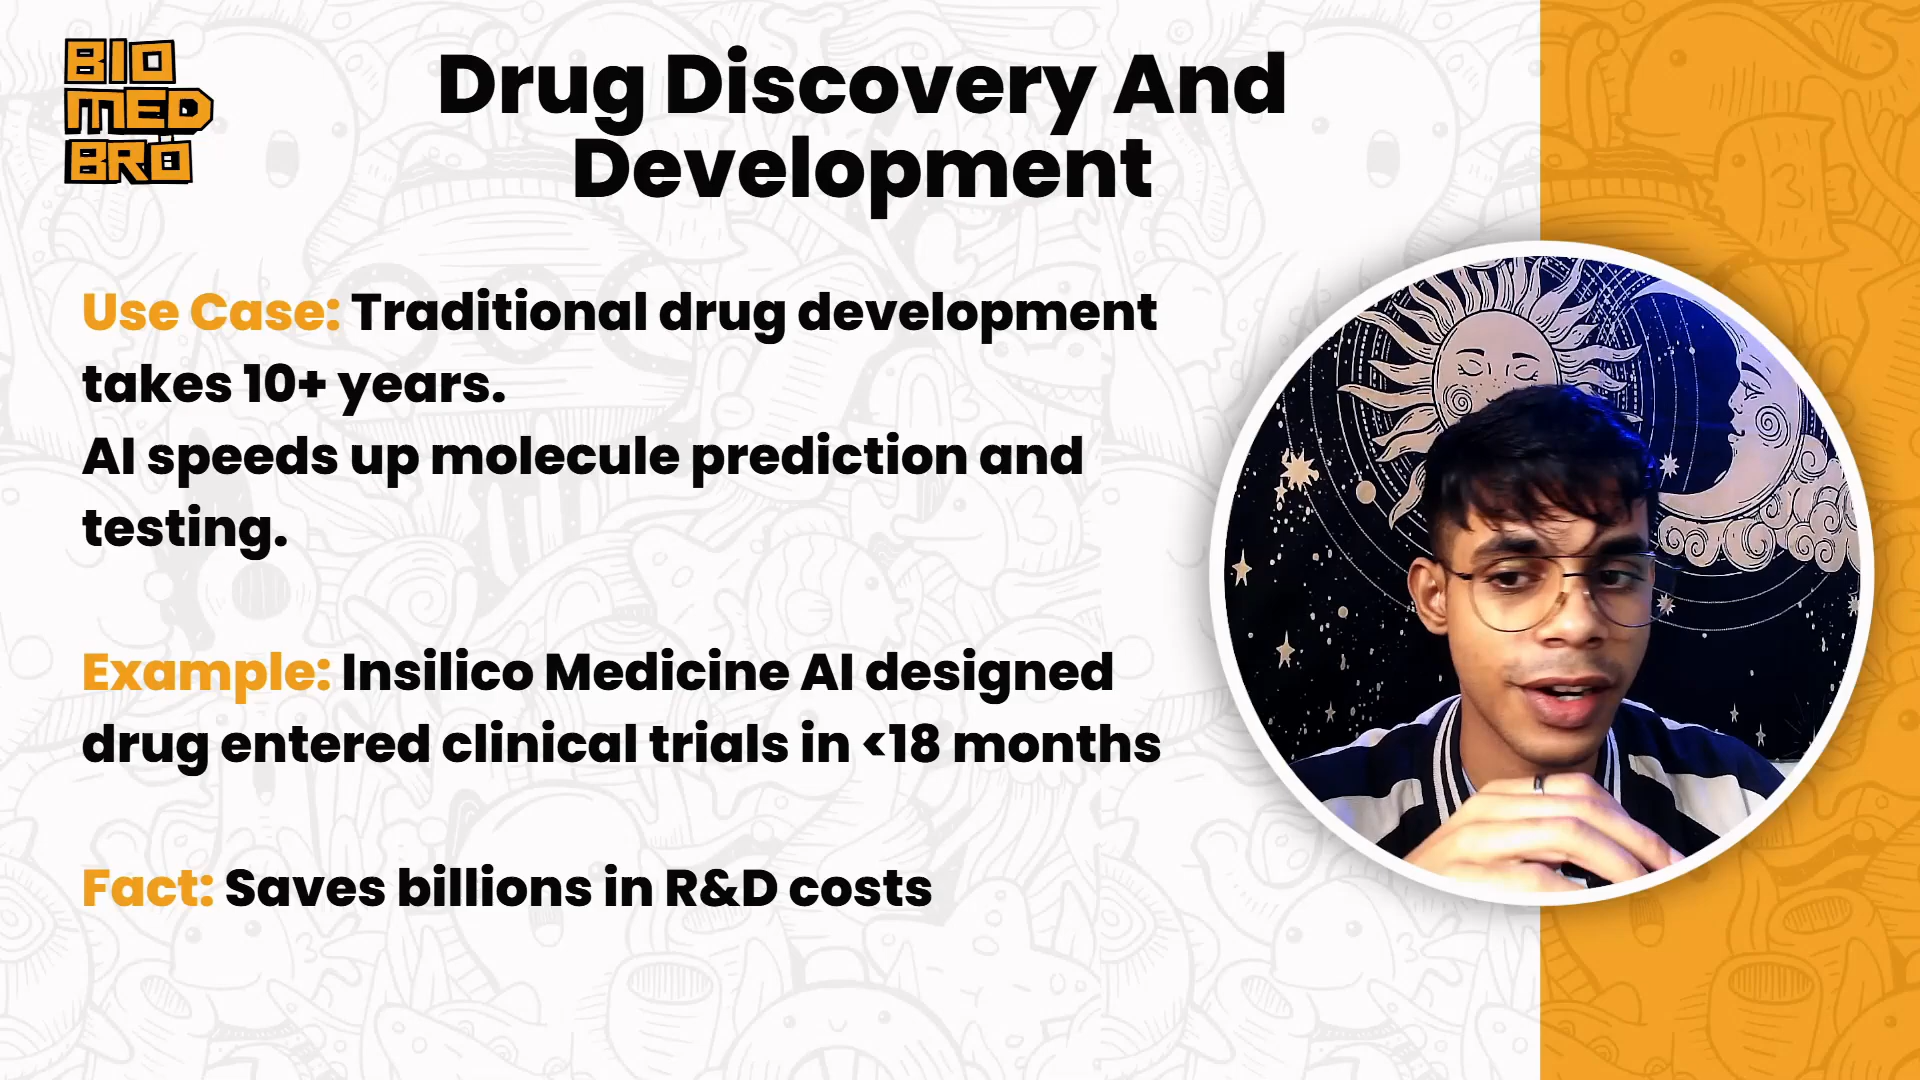 BIO
MED
BRO
Drug Discovery And
Development
Use Case: Traditional drug development
takes 10+ years.
AI speeds up molecule prediction and
testing.
Example: Insilico Medicine AI designed
drug entered clinical trials in <18 months
Fact: Saves billions in R&D costs